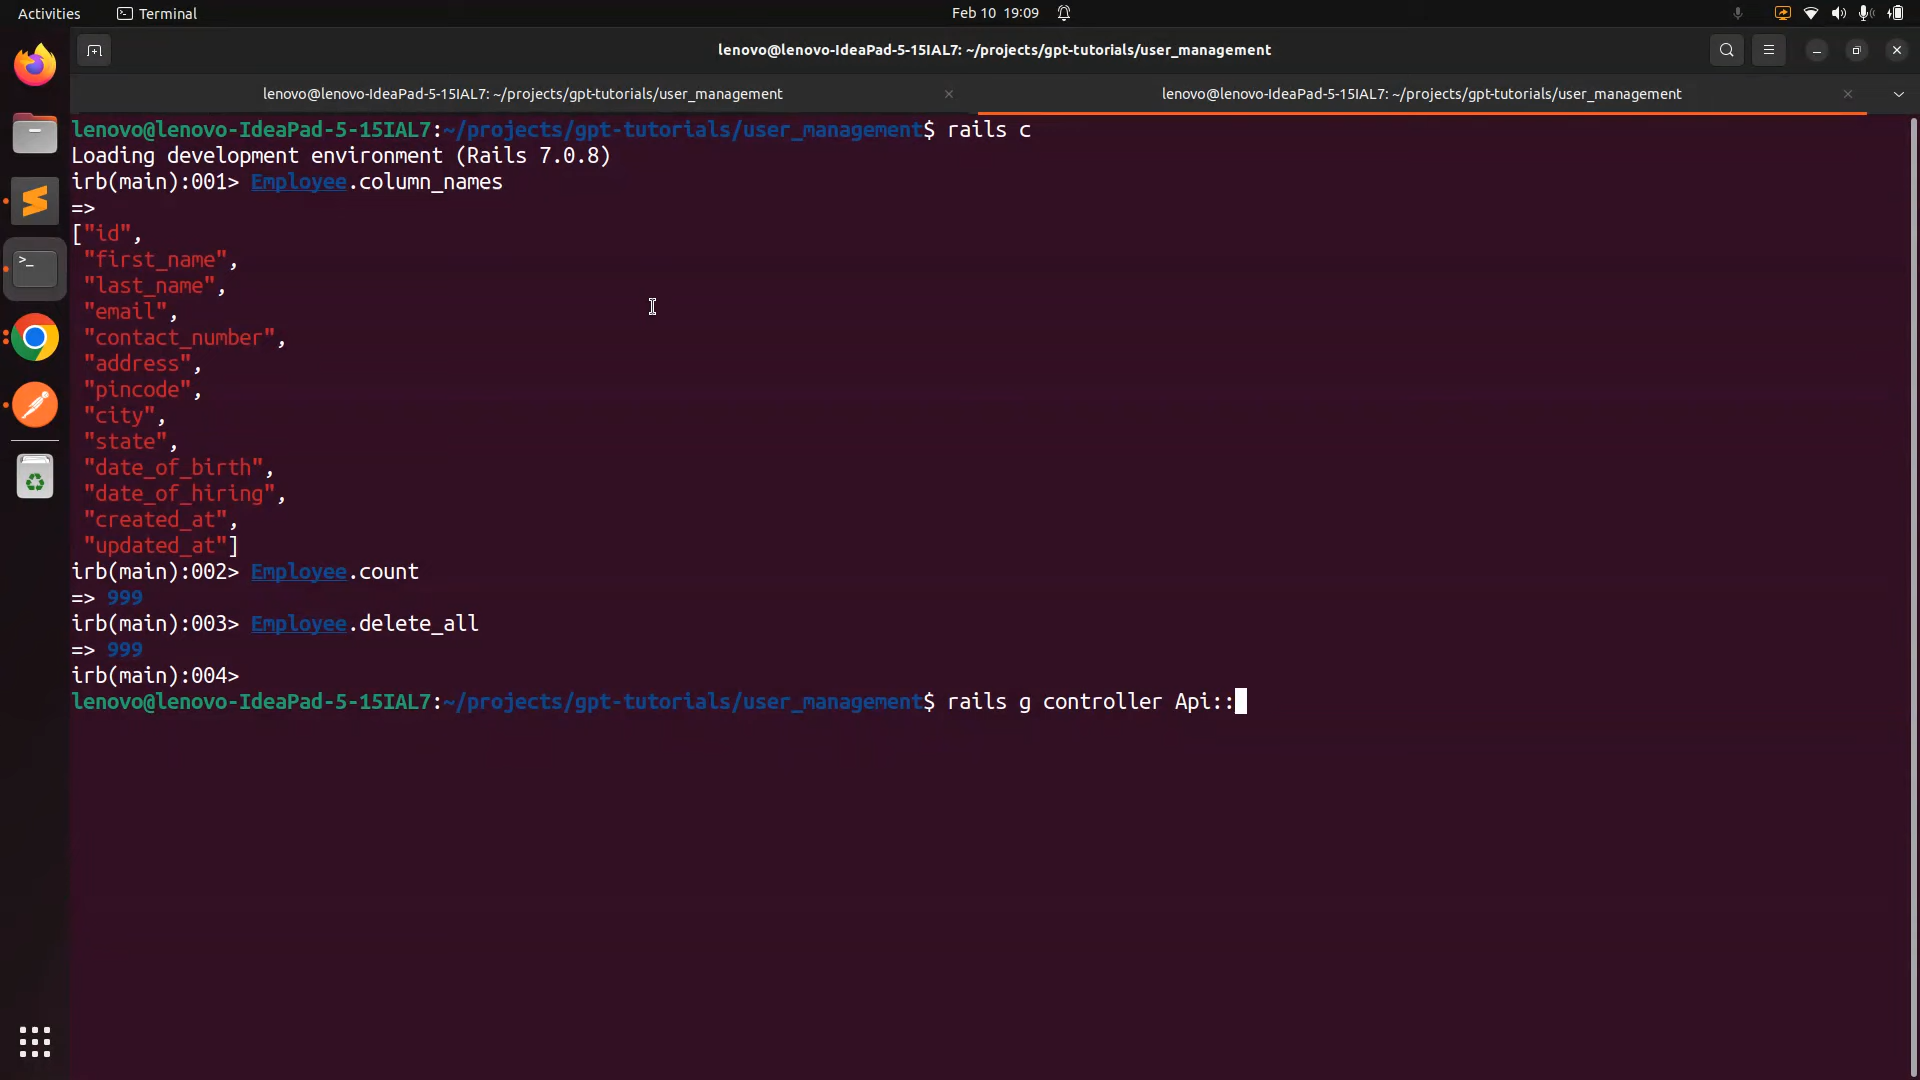 Activities
Terminal
Feb 10 19:09
lenovo@lenovo-IdeaPad-5-15IAL7: ~/projects/gpt-tutorials/user_management
lenovo@lenovo-IdeaPad-5-15IAL7: ~/projects/gpt-tutorials/user_management
lenovo@lenovo-IdeaPad-5-15IAL7: ~/projects/gpt-tutorials/user_management
lenovo@lenovo-IdeaPad-5-15IAL7:~/projects/gpt-tutorials/user_management$ rails c
Loading development environment (Rails 7.0.8)
irb(main):001> Employee.column_names
=>
["id",
 "first_name",
 "last_name",
 "email",
 "contact_number",
 "address",
 "pincode",
 "city",
 "state",
 "date_of_birth",
 "date_of_hiring",
 "created_at",
 "updated_at"]
irb(main):002> Employee.count
=> 999
irb(main):003> Employee.delete_all
=> 999
irb(main):004>
lenovo@lenovo-IdeaPad-5-15IAL7:~/projects/gpt-tutorials/user_management$ rails g controller Api::